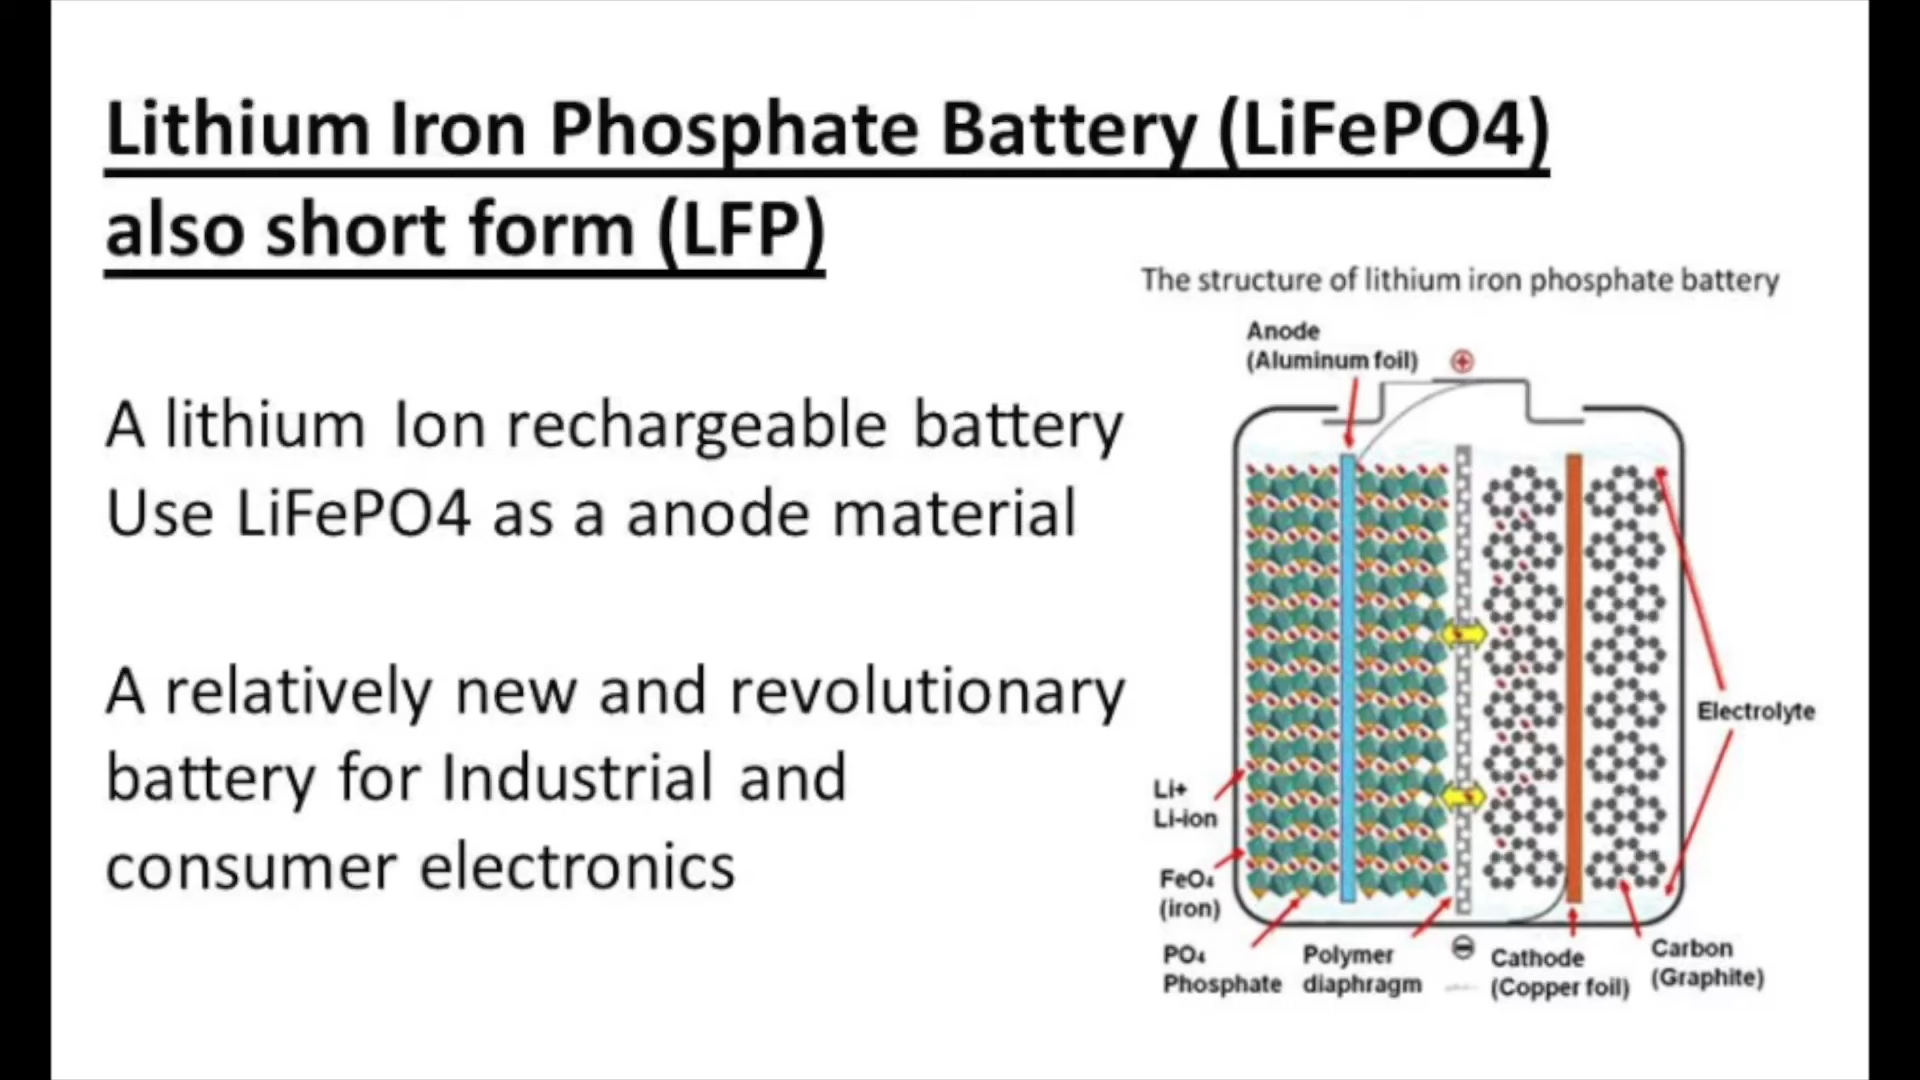 Lithium Iron Phosphate Battery (LiFePO4)
also short form (LFP)
A lithium Ion rechargeable battery
Use LiFePO4 as a anode material
A relatively new and revolutionary
battery for Industrial and
consumer electronics
The structure of lithium iron phosphate battery
Anode
(Aluminum foil)
Electrolyte
Li+
Li-ion
FeO₄
(iron)
PO₄
Phosphate
Polymer
diaphragm
Cathode
(Copper foil)
Carbon
(Graphite)